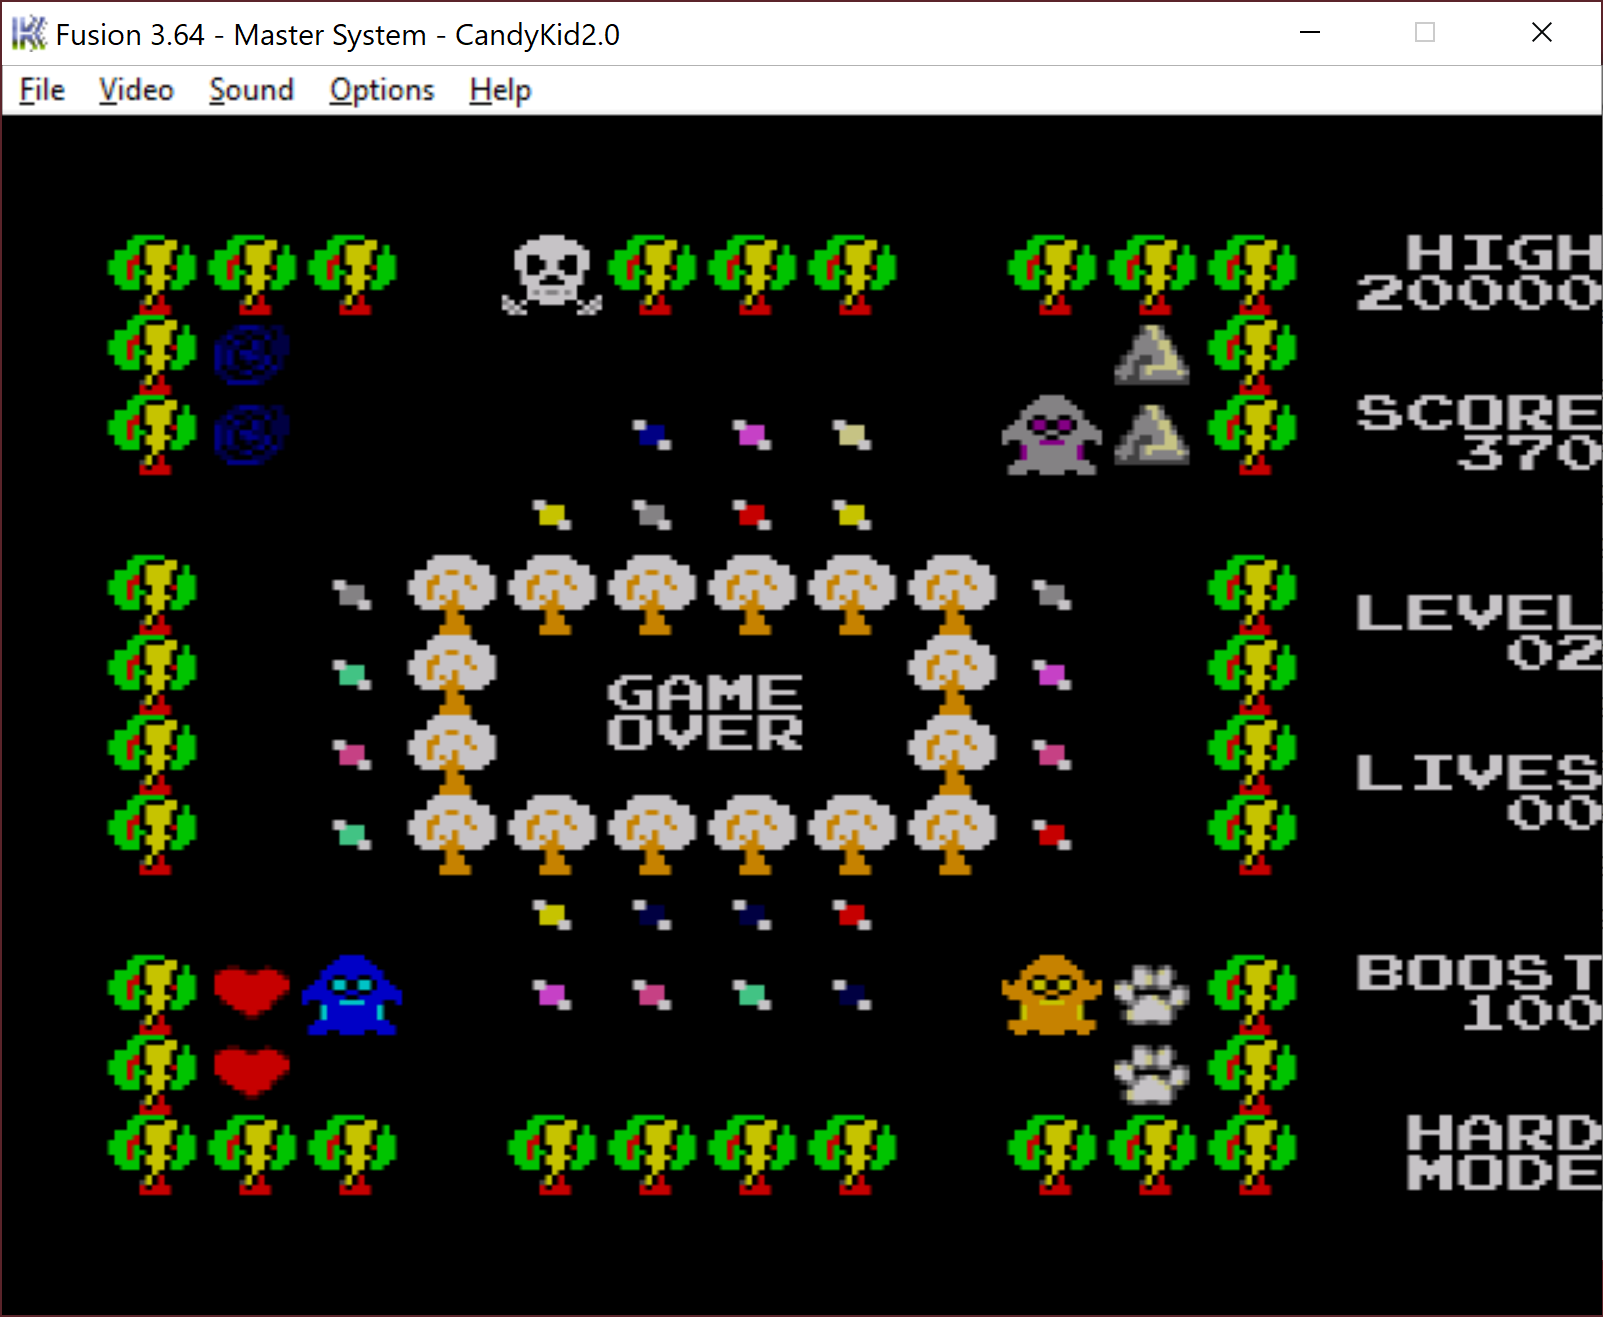 Fusion 3.64 - Master System - CandyKid2.0
File Video Sound Options Help
HIGH
20000
SCORE
370
LEVEL
02
GAME
OVER
LIVES
00
BOOST
100
HARD
MODE